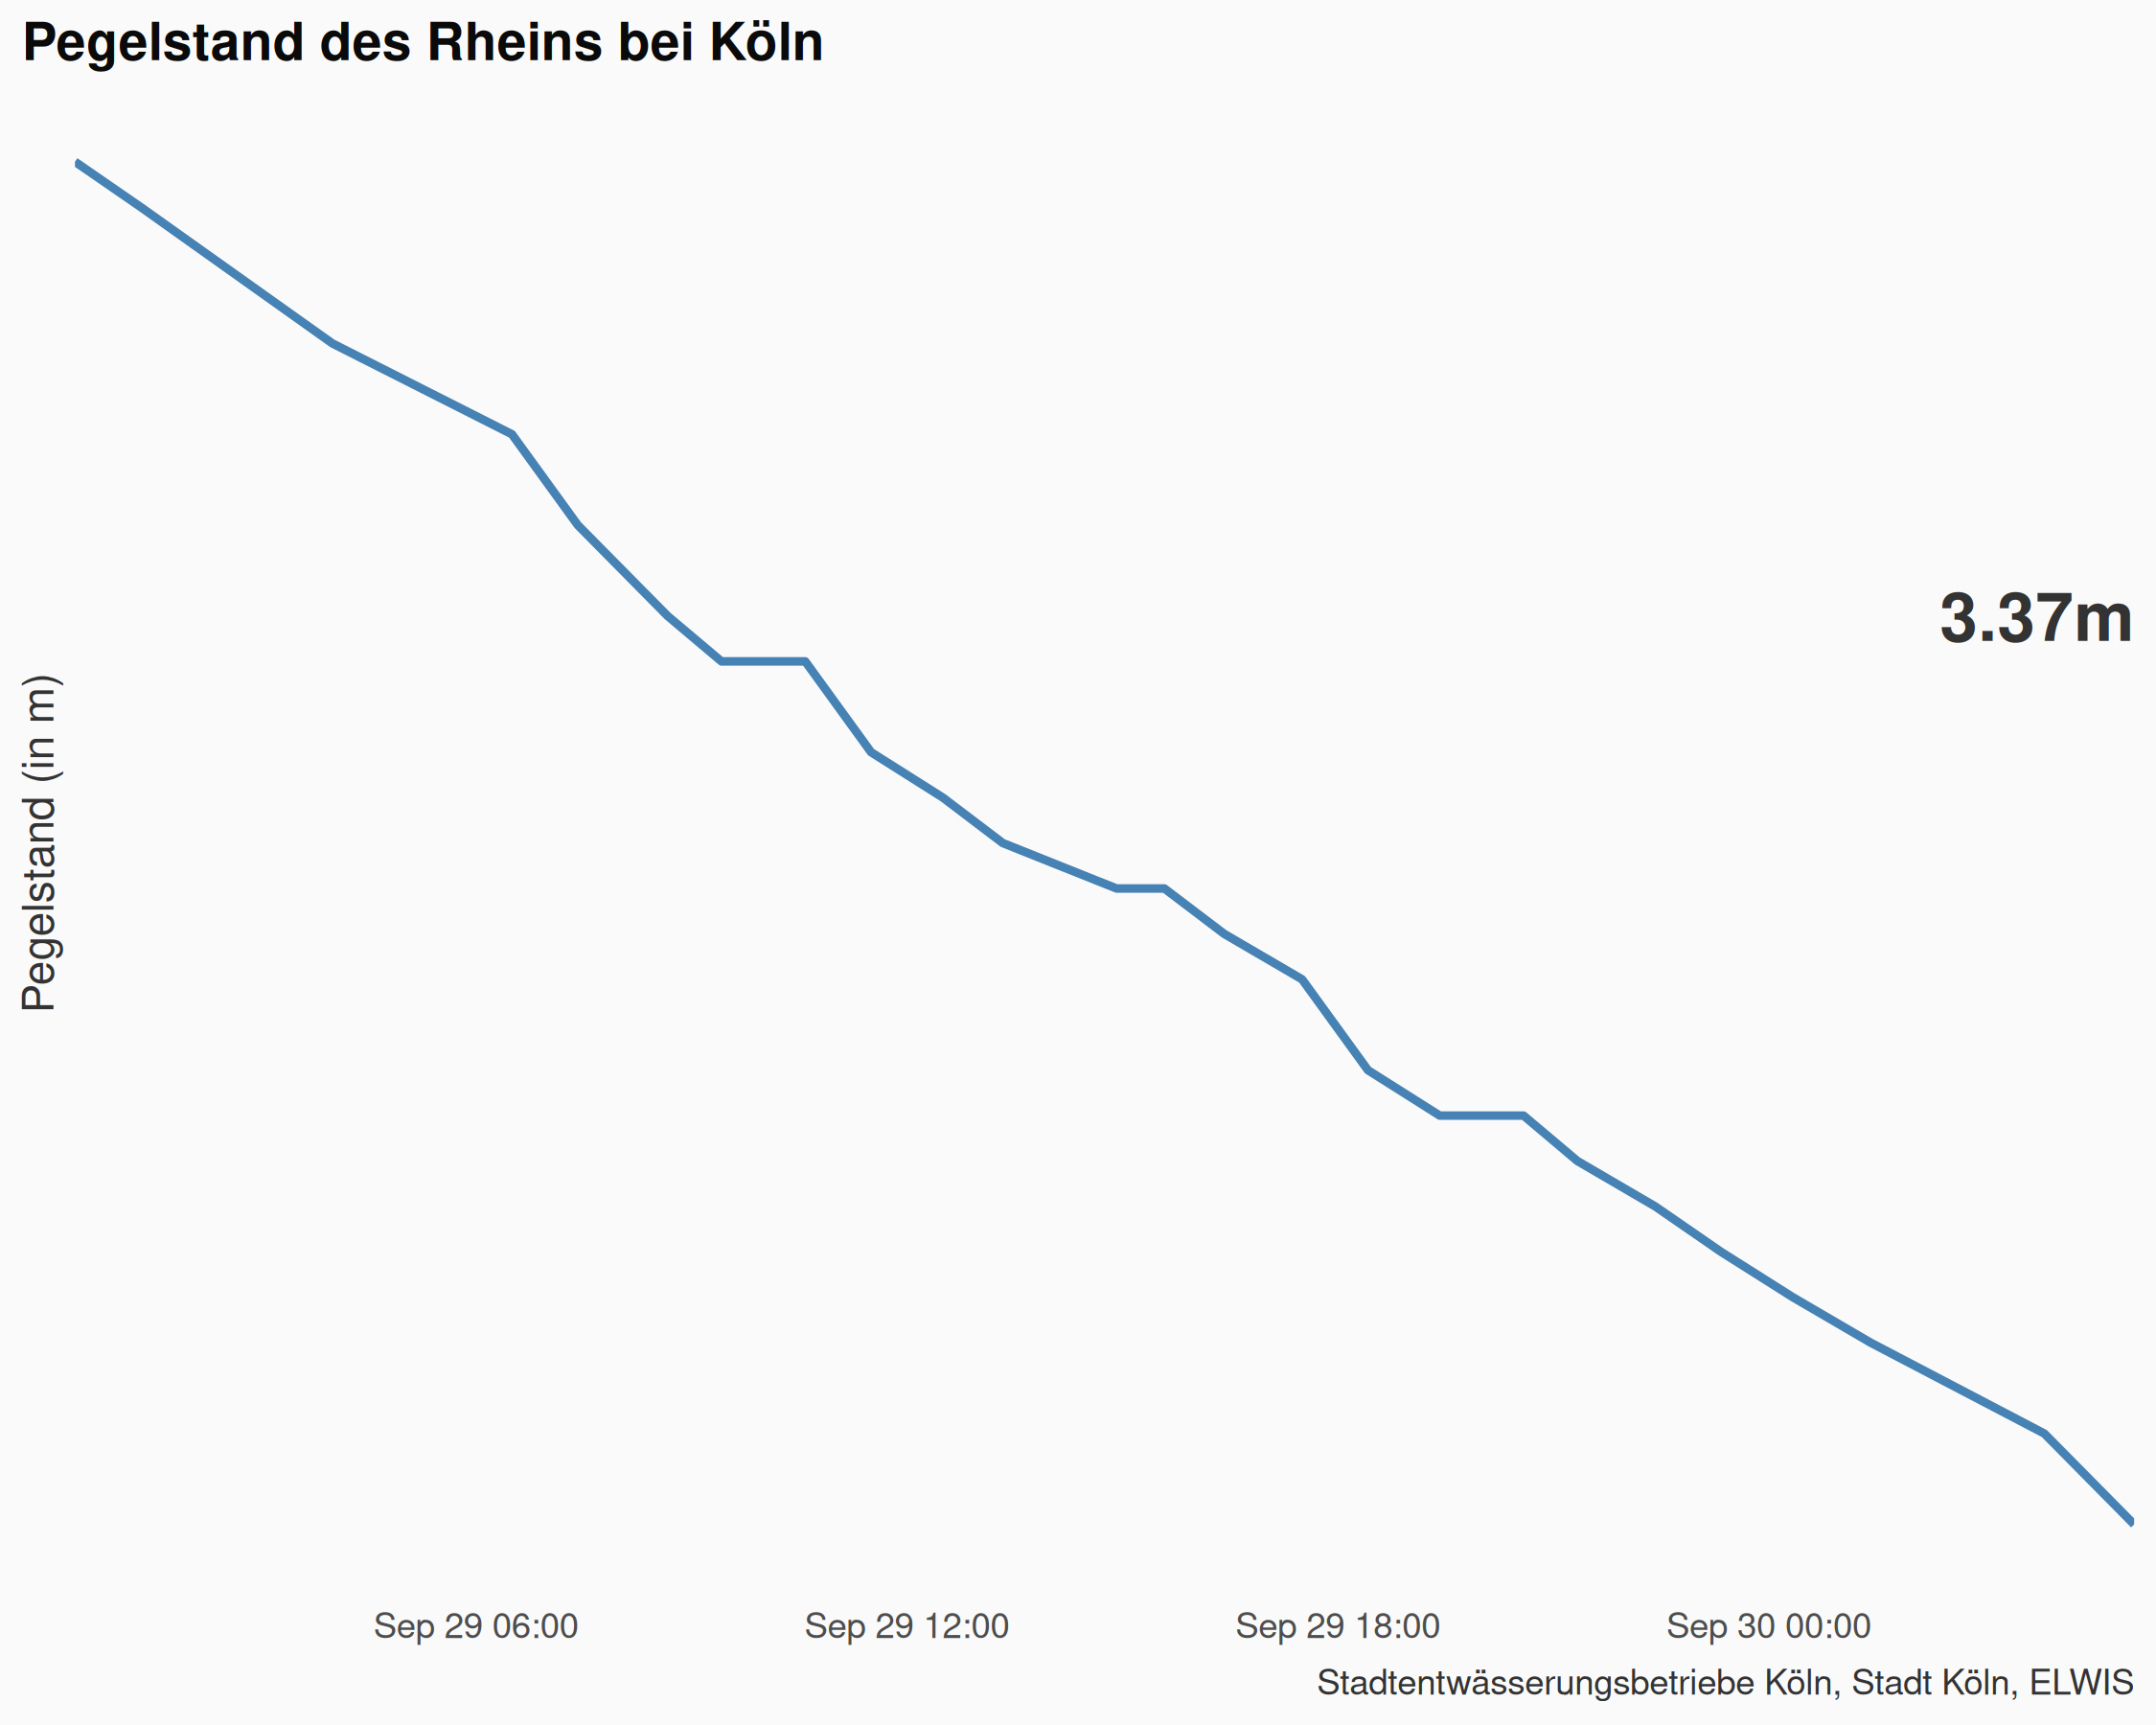 Pegelstand des Rheins bei Köln
3.37m
Pegelstand (in m)
Sep 29 06:00
Sep 29 12:00
Sep 29 18:00
Sep 30 00:00
Stadtentwässerungsbetriebe Köln, Stadt Köln, ELWIS